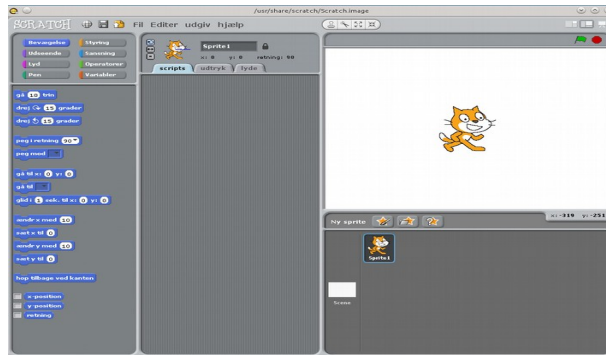 /usr/share/scratch/Scratch.image
SCRATCH Fil Editer udgiv hjælp
Bevægelse Styring
Udseende Sansning
Lyd Operatorer
Pen Variabler
Sprite1
x: 0 y: 0 retning: 90
scripts udtryk lyde
gå 10 trin
drej 15 grader
drej 15 grader
peg i retning 90
peg mod
gå til x: 0 y: 0
gå til
glid i 1 sek. til x: 0 y: 0
ændr x med 10
sæt x til 0
ændr y med 10
sæt y til 0
hop tilbage ved kanten
x-position
y-position
retning
x: -319 y: -251
Ny sprite
Sprite1
Scene